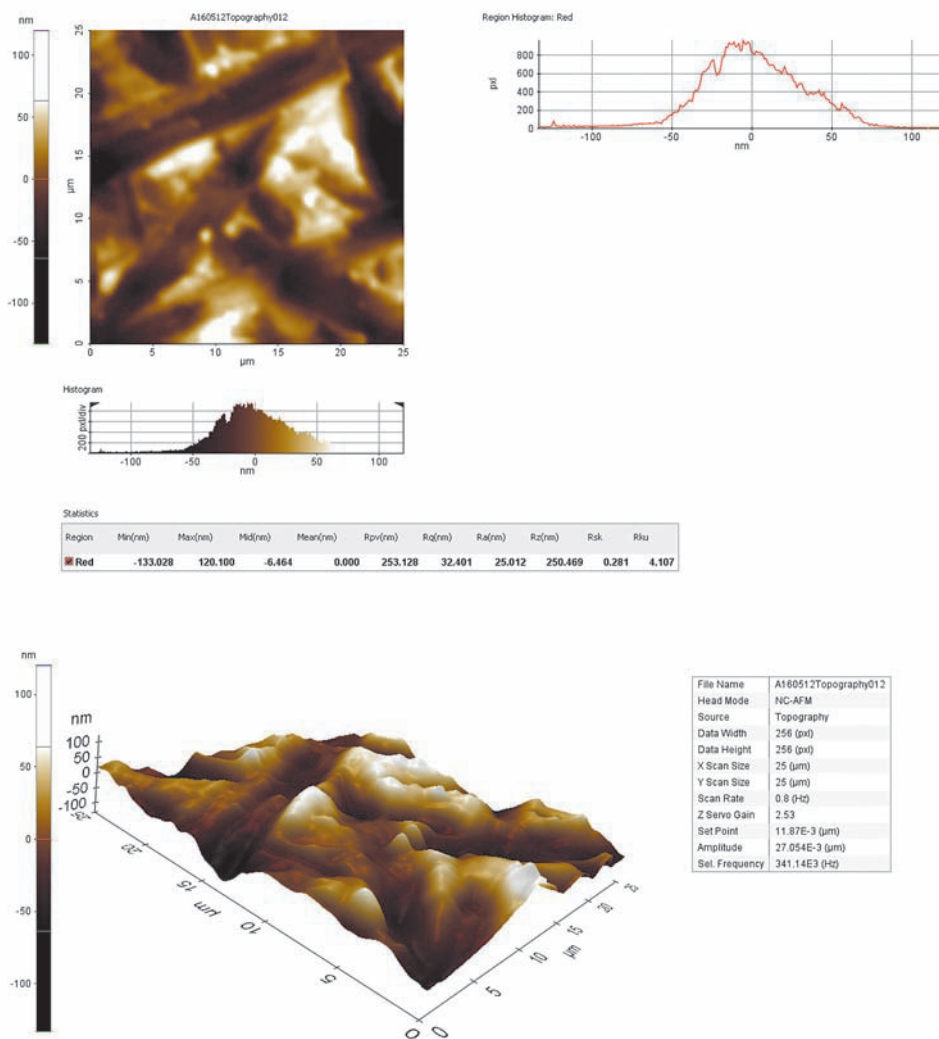 nm
A160512Topography012
100
50
0
-50
-100
25
20
15
10
5
0
µm
0 5 10 15 20 25
µm
Region Histogram: Red
pxl
800
600
400
200
0
-100 -50 0 50 100
nm
Histogram
200 pxl/div
-100 -50 0 50 100
nm
Statistics
Region Min(nm) Max(nm) Mid(nm) Mean(nm) Rpv(nm) Rq(nm) Ra(nm) Rz(nm) Rsk Rku
Red -133.028 120.100 -6.464 0.000 253.128 32.401 25.012 250.469 0.281 4.107
nm
100
50
0
-50
-100
nm
100
50
0
-50
-100
25
20
15
µm
10
5
0
0
5
10
µm
15
20
25
File Name A160512Topography012
Head Mode NC-AFM
Source Topography
Data Width 256 (pxl)
Data Height 256 (pxl)
X Scan Size 25 (µm)
Y Scan Size 25 (µm)
Scan Rate 0.8 (Hz)
Z Servo Gain 2.53
Set Point 11.87E-3 (µm)
Amplitude 27.054E-3 (µm)
Sel. Frequency 341.14E3 (Hz)